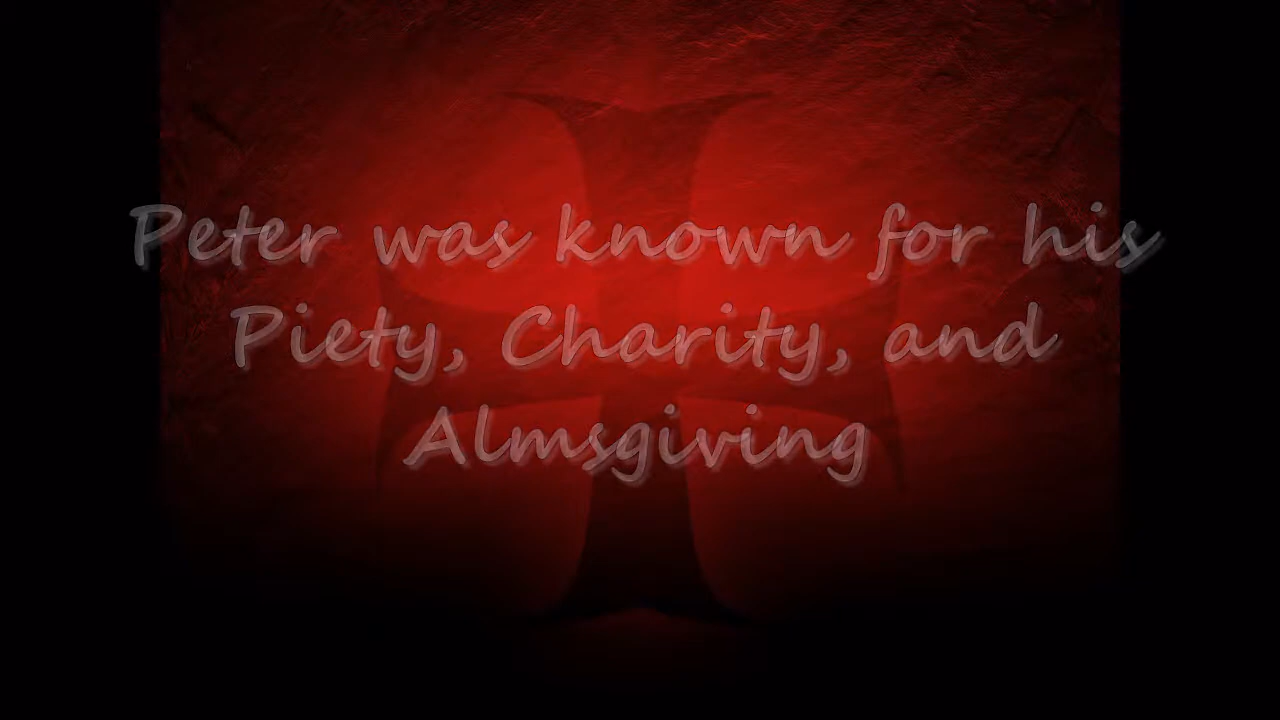 Peter was known for his
Piety, Charity, and
Almsgiving